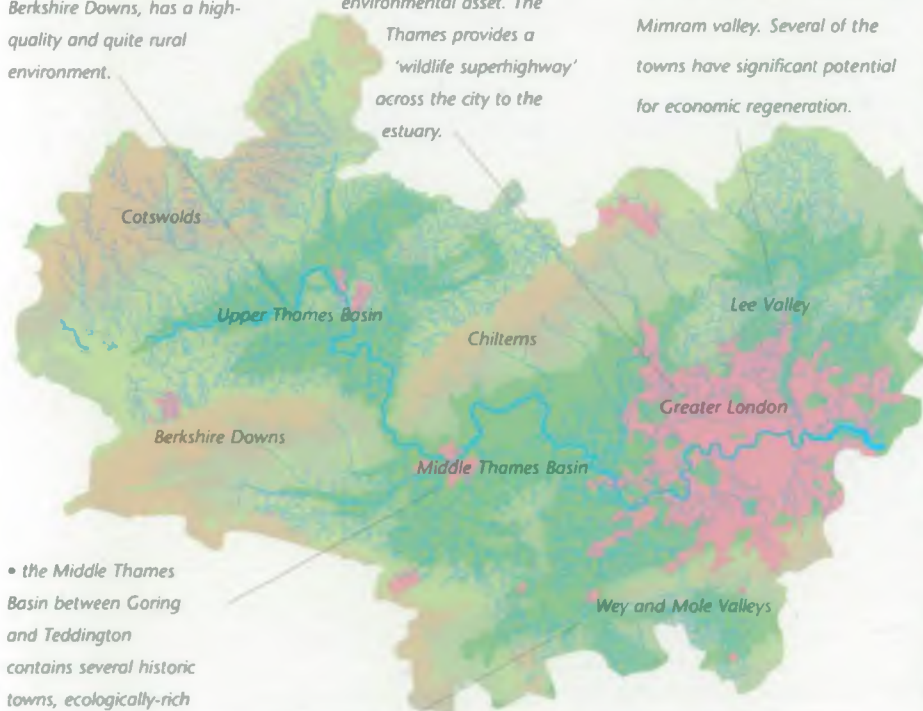 Berkshire Downs, has a high-
quality and quite rural
environment.
environmental asset. The
Thames provides a
'wildlife superhighway'
across the city to the
estuary.
Mimram valley. Several of the
towns have significant potential
for economic regeneration.
Cotswolds
Upper Thames Basin
Chilterns
Lee Valley
Greater London
Berkshire Downs
Middle Thames Basin
Wey and Mole Valleys
• the Middle Thames
Basin between Goring
and Teddington
contains several historic
towns, ecologically-rich